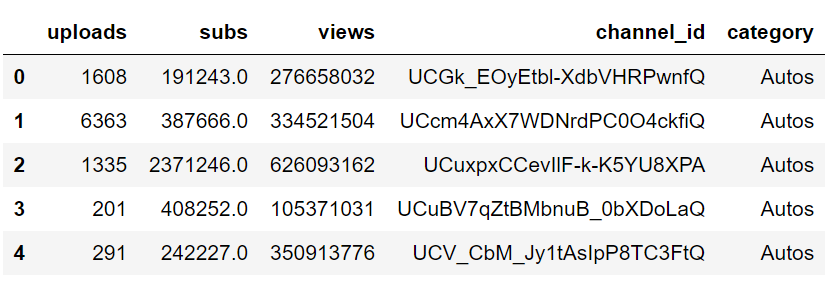 uploads subs views channel_id category
0 1608 191243.0 276658032 UCGk_EOyEtbl-XdbVHRPwnfQ Autos
1 6363 387666.0 334521504 UCcm4AxX7WDNrdPC0O4ckfiQ Autos
2 1335 2371246.0 626093162 UCuxpxCCevIlF-k-K5YU8XPA Autos
3 201 408252.0 105371031 UCuBV7qZtBMbnuB_0bXDoLaQ Autos
4 291 242227.0 350913776 UCV_CbM_Jy1tAsIpP8TC3FtQ Autos